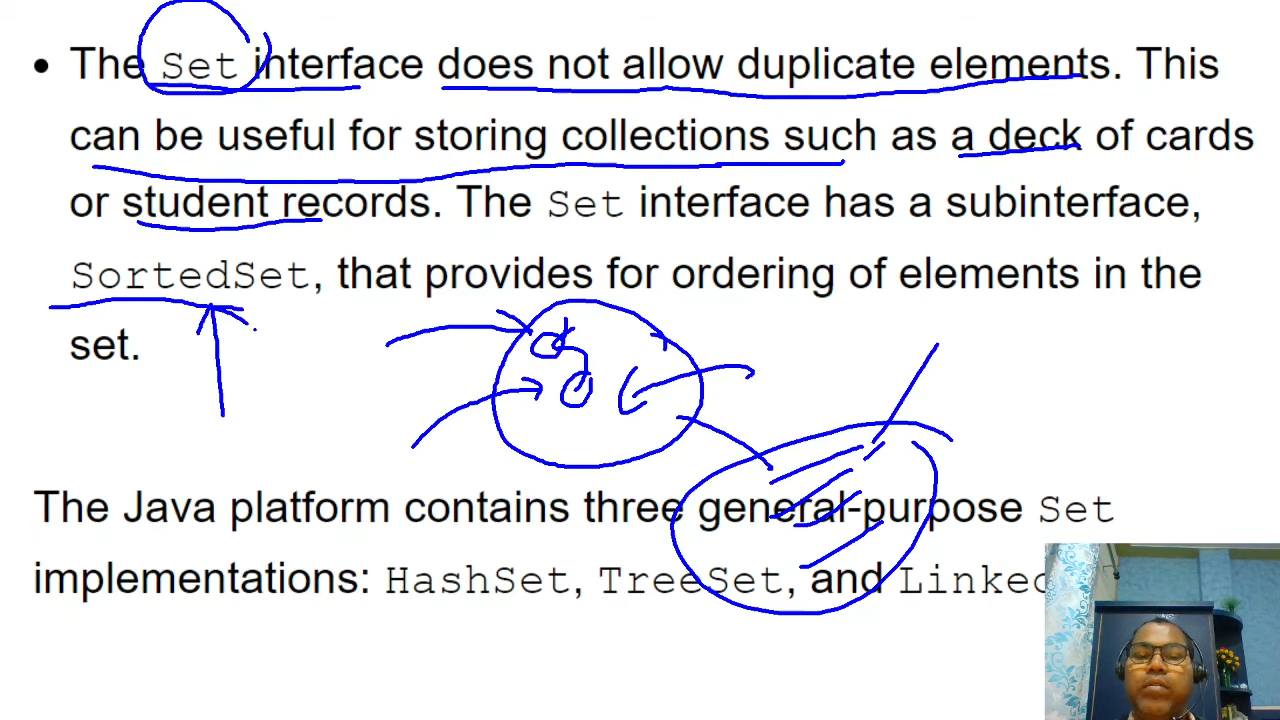 • The Set interface does not allow duplicate elements. This
can be useful for storing collections such as a deck of cards
or student records. The Set interface has a subinterface,
SortedSet, that provides for ordering of elements in the
set.
The Java platform contains three general-purpose Set
implementations: HashSet, TreeSet, and Linked